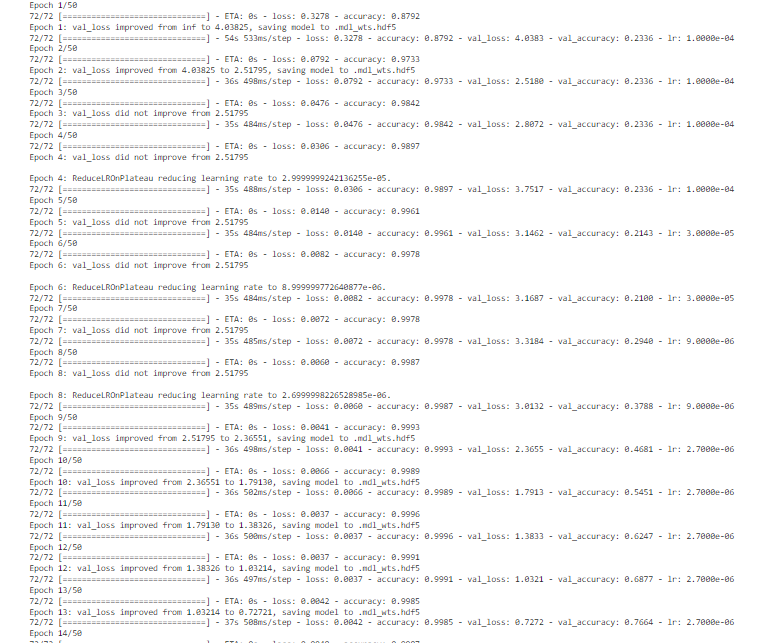 Epoch 1/50
72/72 [==============================] - ETA: 0s - loss: 0.3278 - accuracy: 0.8792
Epoch 1: val_loss improved from inf to 4.03825, saving model to .mdl_wts.hdf5
72/72 [==============================] - 54s 533ms/step - loss: 0.3278 - accuracy: 0.8792 - val_loss: 4.0383 - val_accuracy: 0.2336 - lr: 1.0000e-04
Epoch 2/50
72/72 [==============================] - ETA: 0s - loss: 0.0792 - accuracy: 0.9733
Epoch 2: val_loss improved from 4.03825 to 2.51795, saving model to .mdl_wts.hdf5
72/72 [==============================] - 36s 498ms/step - loss: 0.0792 - accuracy: 0.9733 - val_loss: 2.5180 - val_accuracy: 0.2336 - lr: 1.0000e-04
Epoch 3/50
72/72 [==============================] - ETA: 0s - loss: 0.0476 - accuracy: 0.9842
Epoch 3: val_loss did not improve from 2.51795
72/72 [==============================] - 35s 484ms/step - loss: 0.0476 - accuracy: 0.9842 - val_loss: 2.8072 - val_accuracy: 0.2336 - lr: 1.0000e-04
Epoch 4/50
72/72 [==============================] - ETA: 0s - loss: 0.0306 - accuracy: 0.9897
Epoch 4: val_loss did not improve from 2.51795
Epoch 4: ReduceLROnPlateau reducing learning rate to 2.9999999242136255e-05.
72/72 [==============================] - 35s 488ms/step - loss: 0.0306 - accuracy: 0.9897 - val_loss: 3.7517 - val_accuracy: 0.2336 - lr: 1.0000e-04
Epoch 5/50
72/72 [==============================] - ETA: 0s - loss: 0.0140 - accuracy: 0.9961
Epoch 5: val_loss did not improve from 2.51795
72/72 [==============================] - 35s 484ms/step - loss: 0.0140 - accuracy: 0.9961 - val_loss: 3.1462 - val_accuracy: 0.2143 - lr: 3.0000e-05
Epoch 6/50
72/72 [==============================] - ETA: 0s - loss: 0.0082 - accuracy: 0.9978
Epoch 6: val_loss did not improve from 2.51795
Epoch 6: ReduceLROnPlateau reducing learning rate to 8.999999772640877e-06.
72/72 [==============================] - 35s 484ms/step - loss: 0.0082 - accuracy: 0.9978 - val_loss: 3.1687 - val_accuracy: 0.2100 - lr: 3.0000e-05
Epoch 7/50
72/72 [==============================] - ETA: 0s - loss: 0.0072 - accuracy: 0.9978
Epoch 7: val_loss did not improve from 2.51795
72/72 [==============================] - 35s 485ms/step - loss: 0.0072 - accuracy: 0.9978 - val_loss: 3.3184 - val_accuracy: 0.2940 - lr: 9.0000e-06
Epoch 8/50
72/72 [==============================] - ETA: 0s - loss: 0.0060 - accuracy: 0.9987
Epoch 8: val_loss did not improve from 2.51795
Epoch 8: ReduceLROnPlateau reducing learning rate to 2.6999998226528985e-06.
72/72 [==============================] - 35s 489ms/step - loss: 0.0060 - accuracy: 0.9987 - val_loss: 3.0132 - val_accuracy: 0.3788 - lr: 9.0000e-06
Epoch 9/50
72/72 [==============================] - ETA: 0s - loss: 0.0041 - accuracy: 0.9993
Epoch 9: val_loss improved from 2.51795 to 2.36551, saving model to .mdl_wts.hdf5
72/72 [==============================] - 36s 498ms/step - loss: 0.0041 - accuracy: 0.9993 - val_loss: 2.3655 - val_accuracy: 0.4681 - lr: 2.7000e-06
Epoch 10/50
72/72 [==============================] - ETA: 0s - loss: 0.0066 - accuracy: 0.9989
Epoch 10: val_loss improved from 2.36551 to 1.79130, saving model to .mdl_wts.hdf5
72/72 [==============================] - 36s 502ms/step - loss: 0.0066 - accuracy: 0.9989 - val_loss: 1.7913 - val_accuracy: 0.5451 - lr: 2.7000e-06
Epoch 11/50
72/72 [==============================] - ETA: 0s - loss: 0.0037 - accuracy: 0.9996
Epoch 11: val_loss improved from 1.79130 to 1.38326, saving model to .mdl_wts.hdf5
72/72 [==============================] - 36s 500ms/step - loss: 0.0037 - accuracy: 0.9996 - val_loss: 1.3833 - val_accuracy: 0.6247 - lr: 2.7000e-06
Epoch 12/50
72/72 [==============================] - ETA: 0s - loss: 0.0037 - accuracy: 0.9991
Epoch 12: val_loss improved from 1.38326 to 1.03214, saving model to .mdl_wts.hdf5
72/72 [==============================] - 36s 497ms/step - loss: 0.0037 - accuracy: 0.9991 - val_loss: 1.0321 - val_accuracy: 0.6877 - lr: 2.7000e-06
Epoch 13/50
72/72 [==============================] - ETA: 0s - loss: 0.0042 - accuracy: 0.9985
Epoch 13: val_loss improved from 1.03214 to 0.72721, saving model to .mdl_wts.hdf5
72/72 [==============================] - 37s 508ms/step - loss: 0.0042 - accuracy: 0.9985 - val_loss: 0.7272 - val_accuracy: 0.7664 - lr: 2.7000e-06
Epoch 14/50